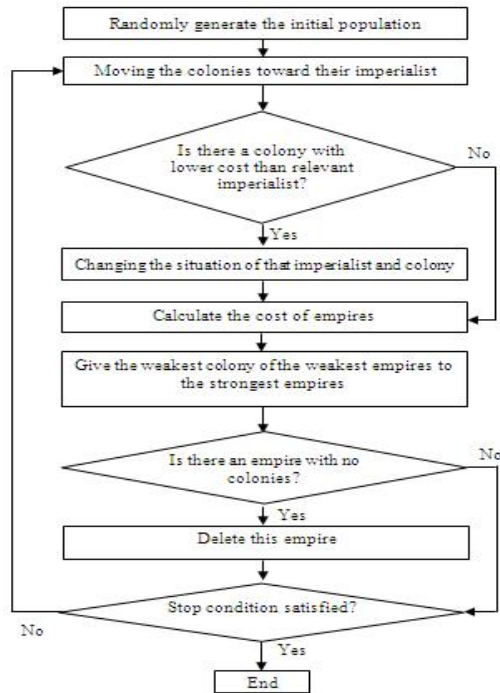 Randomly generate the initial population
Moving the colonies toward their imperialist
Is there a colony with
lower cost than relevant
imperialist?
No
Yes
Changing the situation of that imperialist and colony
Calculate the cost of empires
Give the weakest colony of the weakest empires to
the strongest empires
Is there an empire with no
colonies?
No
Yes
Delete this empire
Stop condition satisfied?
No
Yes
End